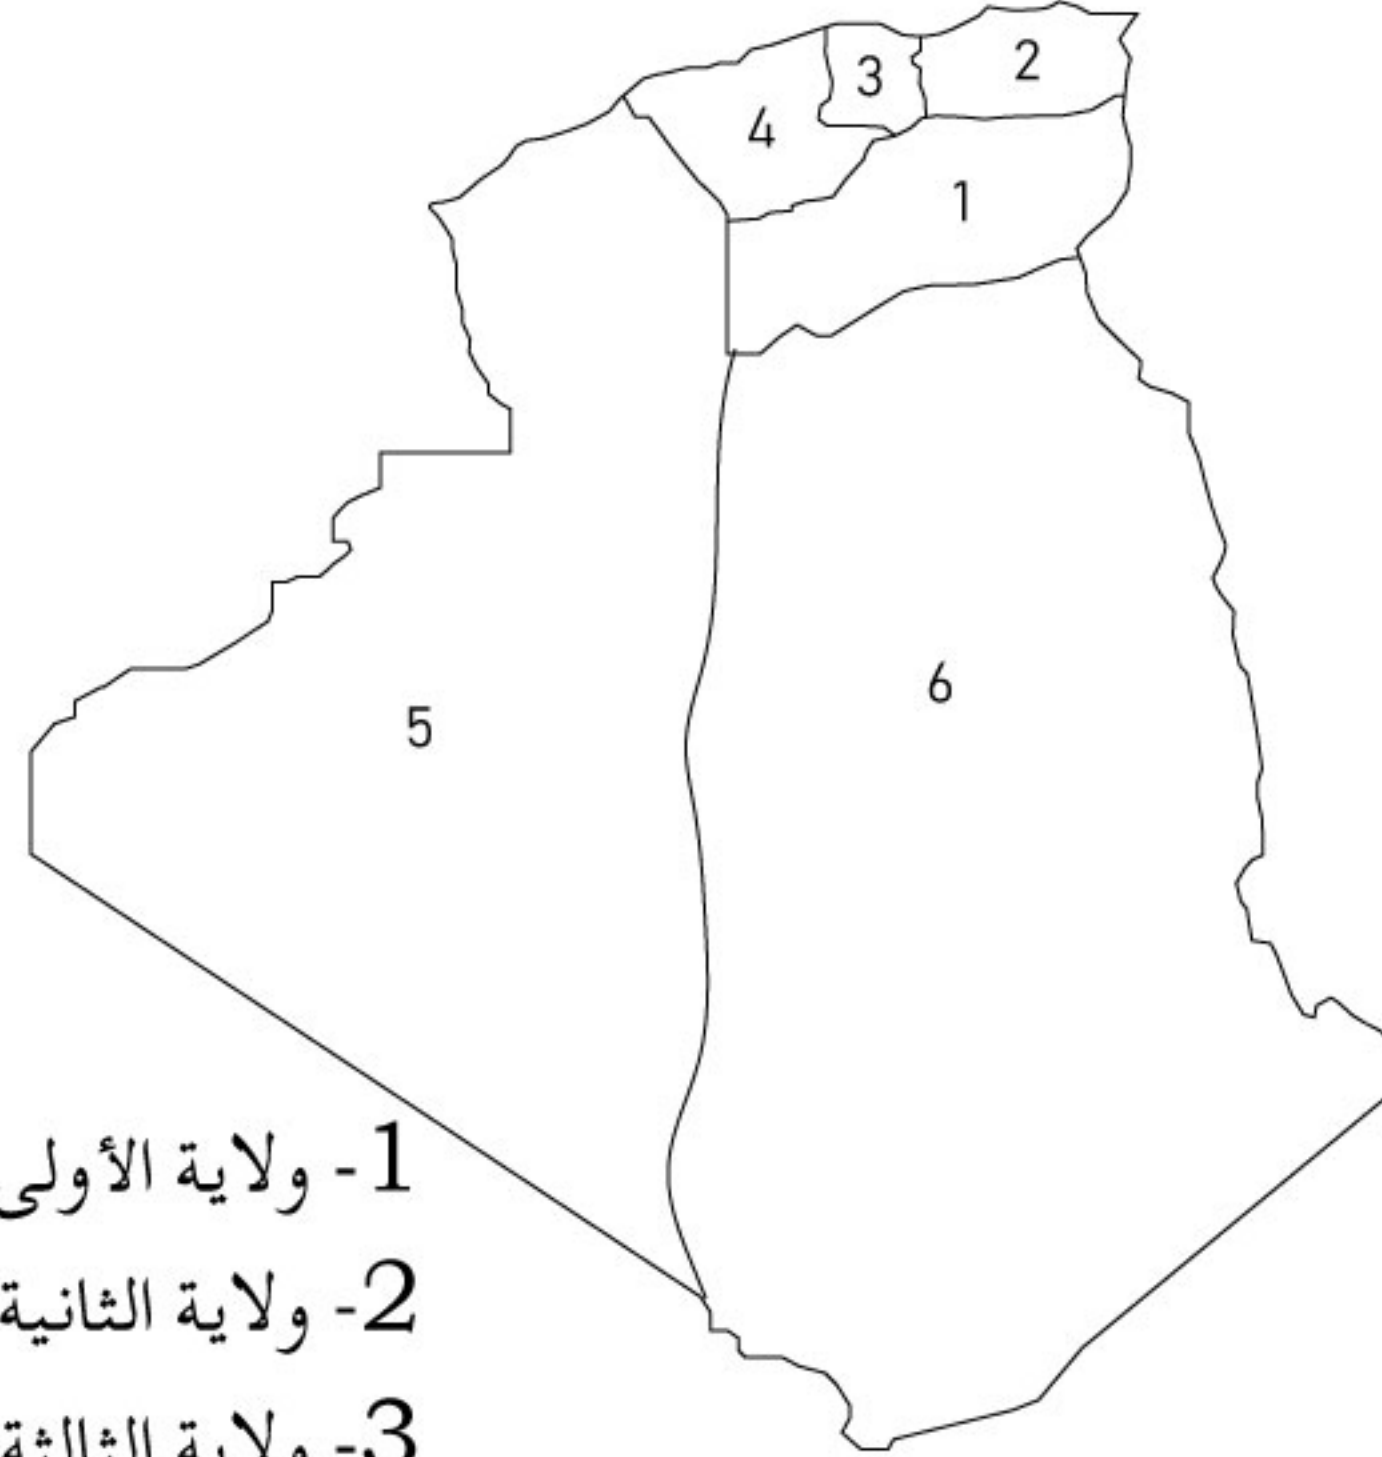 2
3
4
1
6
5
1- ولاية الأولى
2- ولاية الثانية
3- ولاية الثالثة